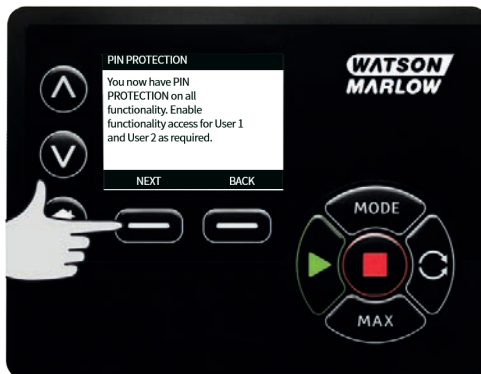 PIN PROTECTION
You now have PIN
PROTECTION on all
functionality. Enable
functionality access for User 1
and User 2 as required.
NEXT BACK
WATSON
MARLOW
MODE
MAX